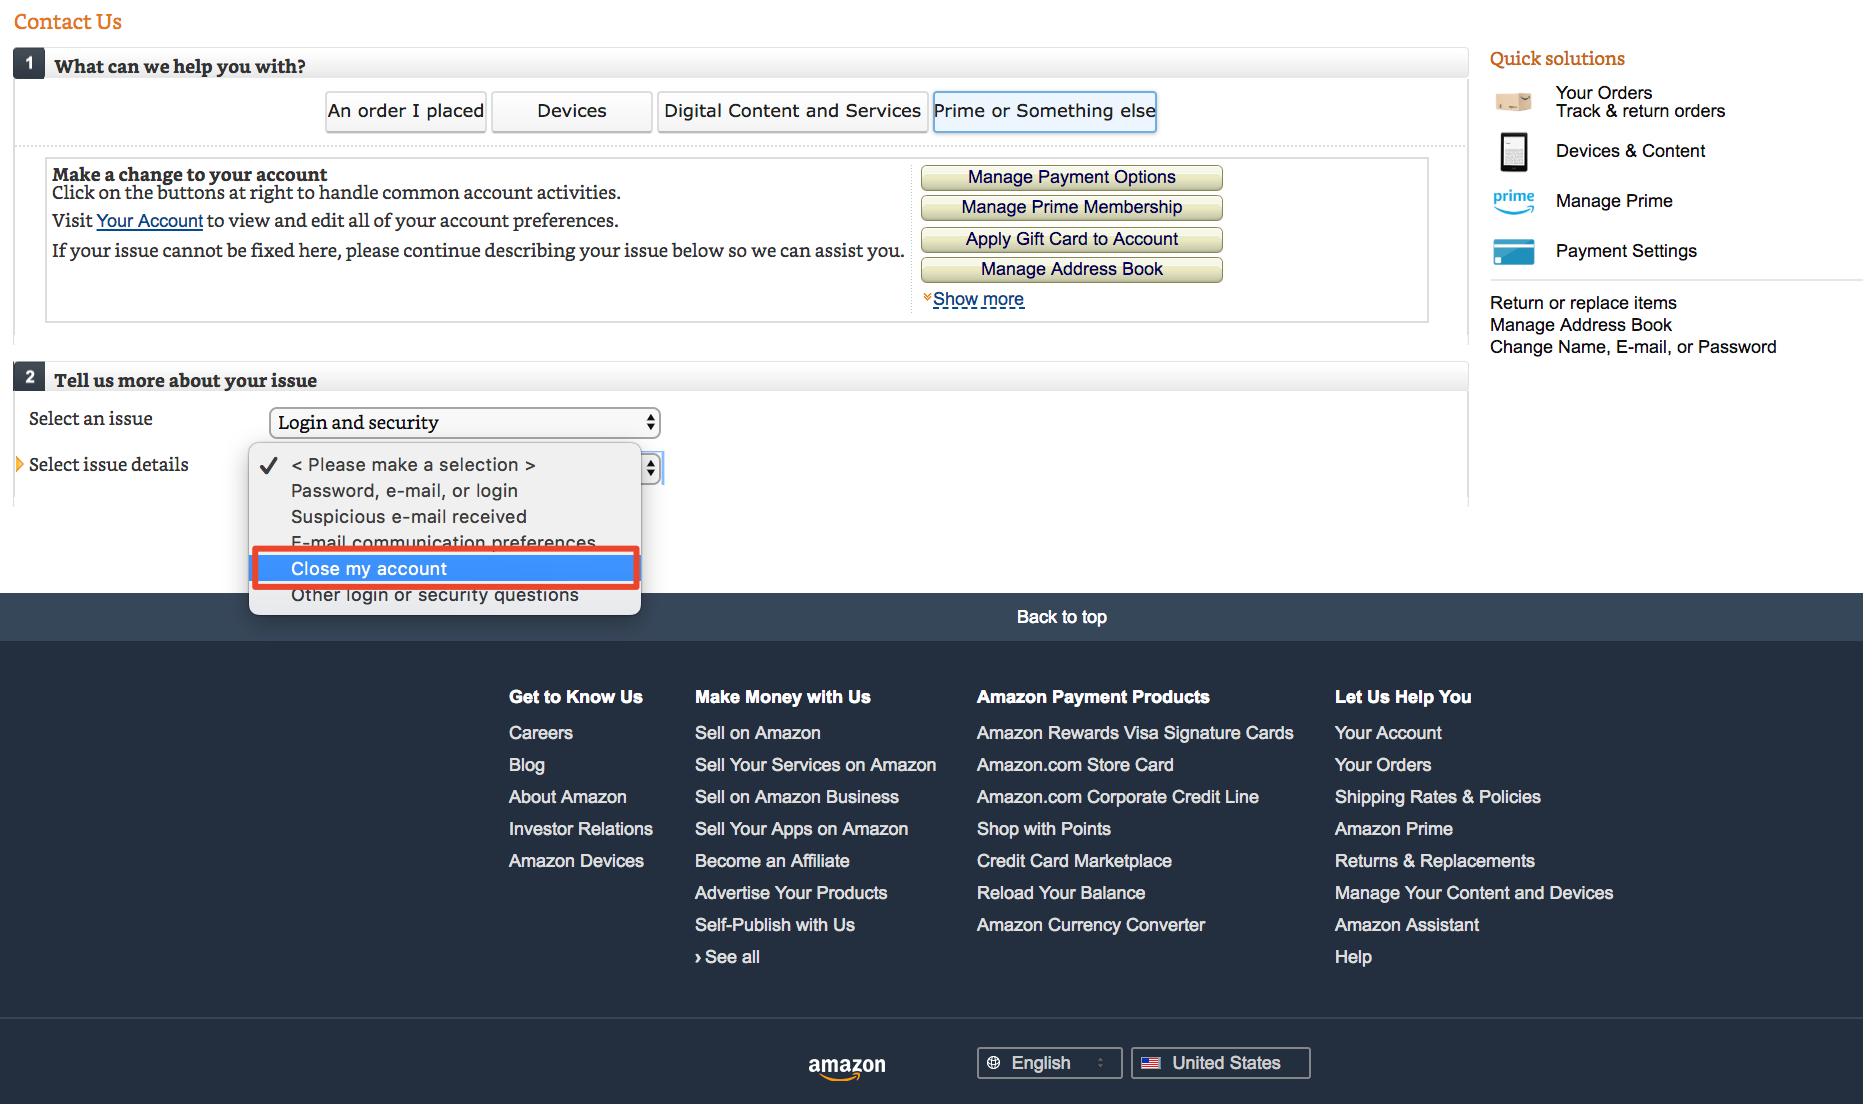 Contact Us
1 What can we help you with?
An order I placed Devices Digital Content and Services Prime or Something else
Make a change to your account
Click on the buttons at right to handle common account activities.
Visit Your Account to view and edit all of your account preferences.
If your issue cannot be fixed here, please continue describing your issue below so we can assist you.
Manage Payment Options
Manage Prime Membership
Apply Gift Card to Account
Manage Address Book
Show more
2 Tell us more about your issue
Select an issue Login and security
Select issue details
✓ < Please make a selection >
Password, e-mail, or login
Suspicious e-mail received
E-mail communication preferences
Close my account
Other login or security questions
Quick solutions
Your Orders
Track & return orders
Devices & Content
prime Manage Prime
Payment Settings
Return or replace items
Manage Address Book
Change Name, E-mail, or Password
Back to top
Get to Know Us
Careers
Blog
About Amazon
Investor Relations
Amazon Devices
Make Money with Us
Sell on Amazon
Sell Your Services on Amazon
Sell on Amazon Business
Sell Your Apps on Amazon
Become an Affiliate
Advertise Your Products
Self-Publish with Us
› See all
Amazon Payment Products
Amazon Rewards Visa Signature Cards
Amazon.com Store Card
Amazon.com Corporate Credit Line
Shop with Points
Credit Card Marketplace
Reload Your Balance
Amazon Currency Converter
Let Us Help You
Your Account
Your Orders
Shipping Rates & Policies
Amazon Prime
Returns & Replacements
Manage Your Content and Devices
Amazon Assistant
Help
amazon English United States